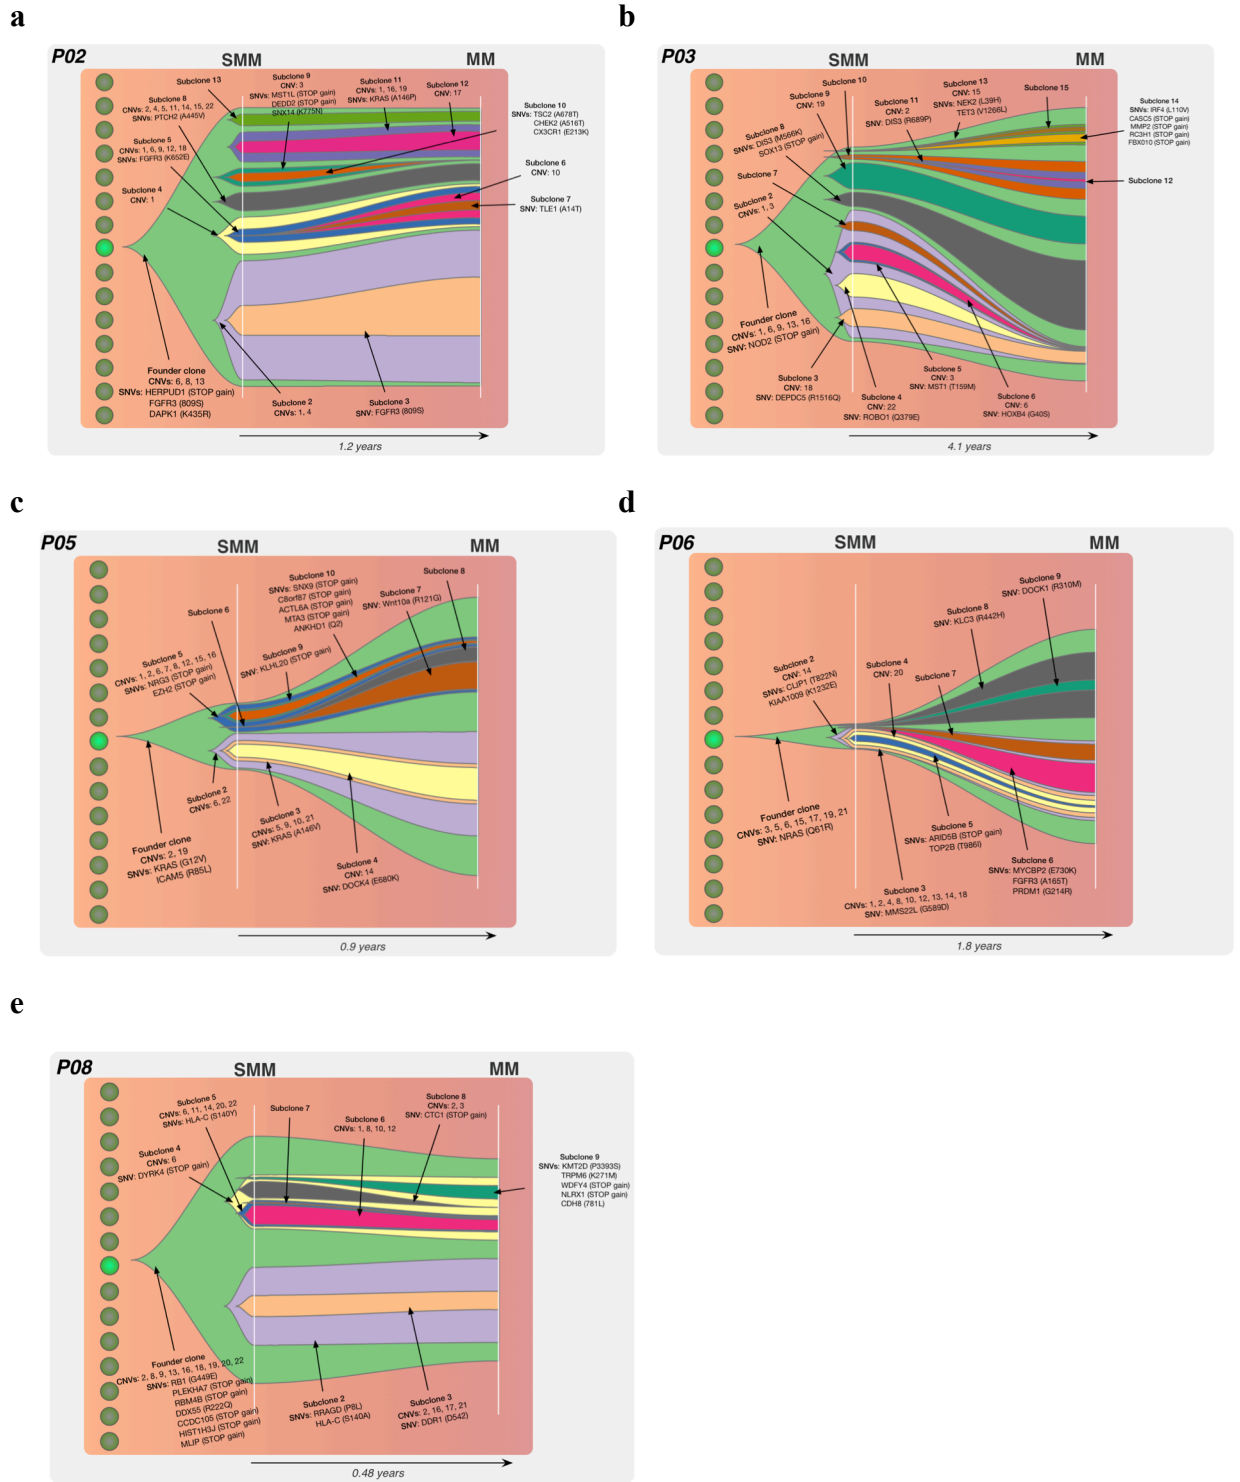 a
P02
SMM
MM
Subclone 13
Subclone 9
CNV: 3
SNVs: MST1L (STOP gain)
DEDD2 (STOP gain)
SNX14 (K775N)
Subclone 11
CNVs: 1, 16, 19
SNVs: KRAS (A146P)
Subclone 12
CNV: 17
Subclone 8
CNVs: 2, 4, 5, 11, 14, 15, 22
SNVs: PTCH2 (A445V)
Subclone 10
SNVs: TSC2 (A678T)
CHEK2 (A516T)
CX3CR1 (E213K)
Subclone 5
CNVs: 1, 6, 9, 12, 18
SNVs: FGFR3 (K652E)
Subclone 6
CNV: 10
Subclone 4
CNV: 1
Subclone 7
SNV: TLE1 (A14T)
Founder clone
CNVs: 6, 8, 13
SNVs: HERPUD1 (STOP gain)
FGFR3 (809S)
DAPK1 (K435R)
Subclone 2
CNVs: 1, 4
Subclone 3
SNV: FGFR3 (809S)
1.2 years
b
P03
SMM
MM
Subclone 10
Subclone 9
CNV: 19
Subclone 11
CNV: 2
SNV: DIS3 (R689P)
Subclone 13
CNV: 15
SNVs: NEK2 (L39H)
TET3 (V1266L)
Subclone 15
Subclone 14
SNVs: IRF4 (L110V)
CASC5 (STOP gain)
MMP2 (STOP gain)
RC3H1 (STOP gain)
FBXO10 (STOP gain)
Subclone 8
SNVs: DIS3 (M566K)
SOX13 (STOP gain)
Subclone 7
Subclone 12
Subclone 2
CNVs: 1, 3
Founder clone
CNVs: 1, 6, 9, 13, 16
SNV: NOD2 (STOP gain)
Subclone 3
CNV: 18
SNV: DEPDC5 (R1516Q)
Subclone 4
CNV: 22
SNV: ROBO1 (Q379E)
Subclone 5
CNV: 3
SNV: MST1 (T159M)
Subclone 6
CNV: 6
SNV: HOXB4 (G40S)
4.1 years
c
P05
SMM
MM
Subclone 10
SNVs: SNX9 (STOP gain)
C8orf87 (STOP gain)
ACTL6A (STOP gain)
MTA3 (STOP gain)
ANKHD1 (Q2)
Subclone 7
SNV: Wnt10a (R121G)
Subclone 8
Subclone 6
Subclone 9
SNV: KLHL20 (STOP gain)
Subclone 5
CNVs: 1, 2, 6, 7, 8, 12, 15, 16
SNVs: NRG3 (STOP gain)
EZH2 (STOP gain)
Subclone 2
CNVs: 6, 22
Subclone 3
CNVs: 5, 9, 10, 21
SNV: KRAS (A146V)
Founder clone
CNVs: 2, 19
SNVs: KRAS (G12V)
ICAM5 (R85L)
Subclone 4
CNV: 14
SNV: DOCK4 (E680K)
0.9 years
d
P06
SMM
MM
Subclone 9
SNV: DOCK1 (R310M)
Subclone 8
SNV: KLC3 (R442H)
Subclone 2
CNV: 14
SNVs: CLIP1 (T822N)
KIAA1009 (K1232E)
Subclone 4
CNV: 20
Subclone 7
Founder clone
CNVs: 3, 5, 6, 15, 17, 19, 21
SNV: NRAS (Q61R)
Subclone 5
SNVs: ARID5B (STOP gain)
TOP2B (T986I)
Subclone 6
SNVs: MYCBP2 (E730K)
FGFR3 (A165T)
PRDM1 (G214R)
Subclone 3
CNVs: 1, 2, 4, 8, 10, 12, 13, 14, 18
SNV: MMS22L (G589D)
1.8 years
e
P08
SMM
MM
Subclone 5
CNVs: 6, 11, 14, 20, 22
SNVs: HLA-C (S140Y)
Subclone 7
Subclone 6
CNVs: 1, 8, 10, 12
Subclone 8
CNVs: 2, 3
SNV: CTC1 (STOP gain)
Subclone 4
CNVs: 6
SNV: DYRK4 (STOP gain)
Subclone 9
SNVs: KMT2D (P3393S)
TRPM6 (K271M)
WDFY4 (STOP gain)
NLRX1 (STOP gain)
CDH8 (781L)
Founder clone
CNVs: 2, 8, 9, 13, 16, 18, 19, 20, 22
SNVs: RB1 (G449E)
PLEKHA7 (STOP gain)
RBM4B (STOP gain)
DDX55 (R222Q)
CCDC105 (STOP gain)
HIST1H3J (STOP gain)
MLIP (STOP gain)
Subclone 2
SNVs: RRAGD (P8L)
HLA-C (S140A)
Subclone 3
CNVs: 2, 16, 17, 21
SNV: DDR1 (D542)
0.48 years